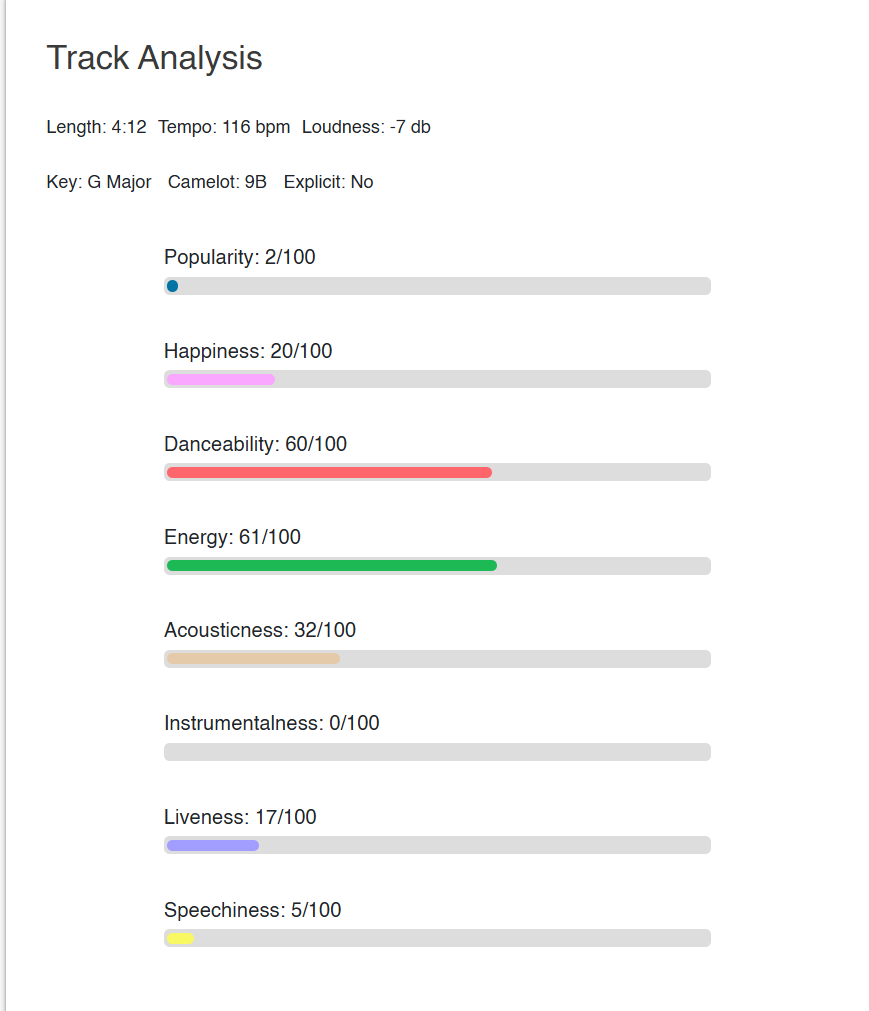 Track Analysis
Length: 4:12 Tempo: 116 bpm Loudness: -7 db
Key: G Major Camelot: 9B Explicit: No
Popularity: 2/100
Happiness: 20/100
Danceability: 60/100
Energy: 61/100
Acousticness: 32/100
Instrumentalness: 0/100
Liveness: 17/100
Speechiness: 5/100